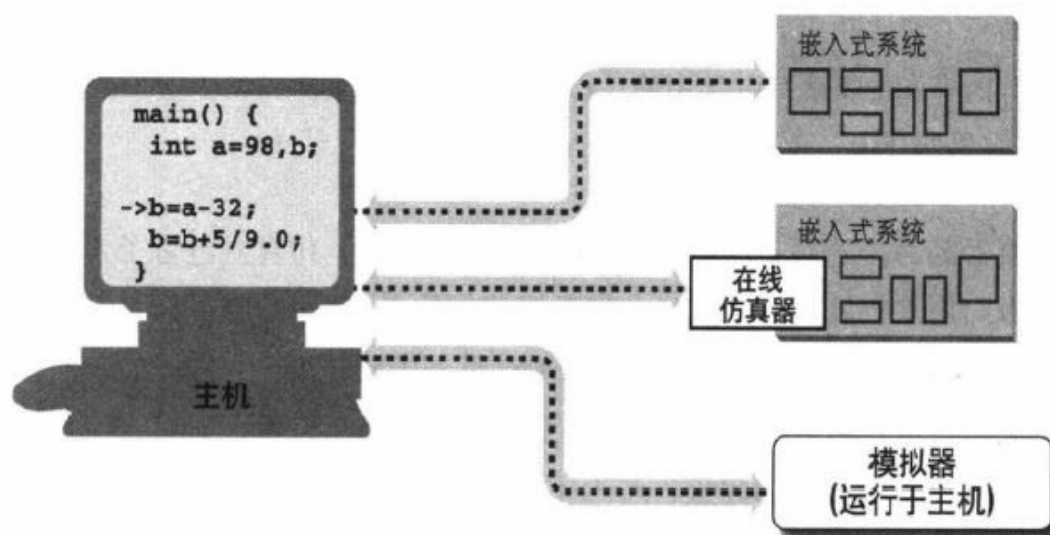 main() {
int a=98,b;
->b=a-32;
b=b+5/9.0;
}
主机
嵌入式系统
嵌入式系统
在线
仿真器
模拟器
(运行于主机)